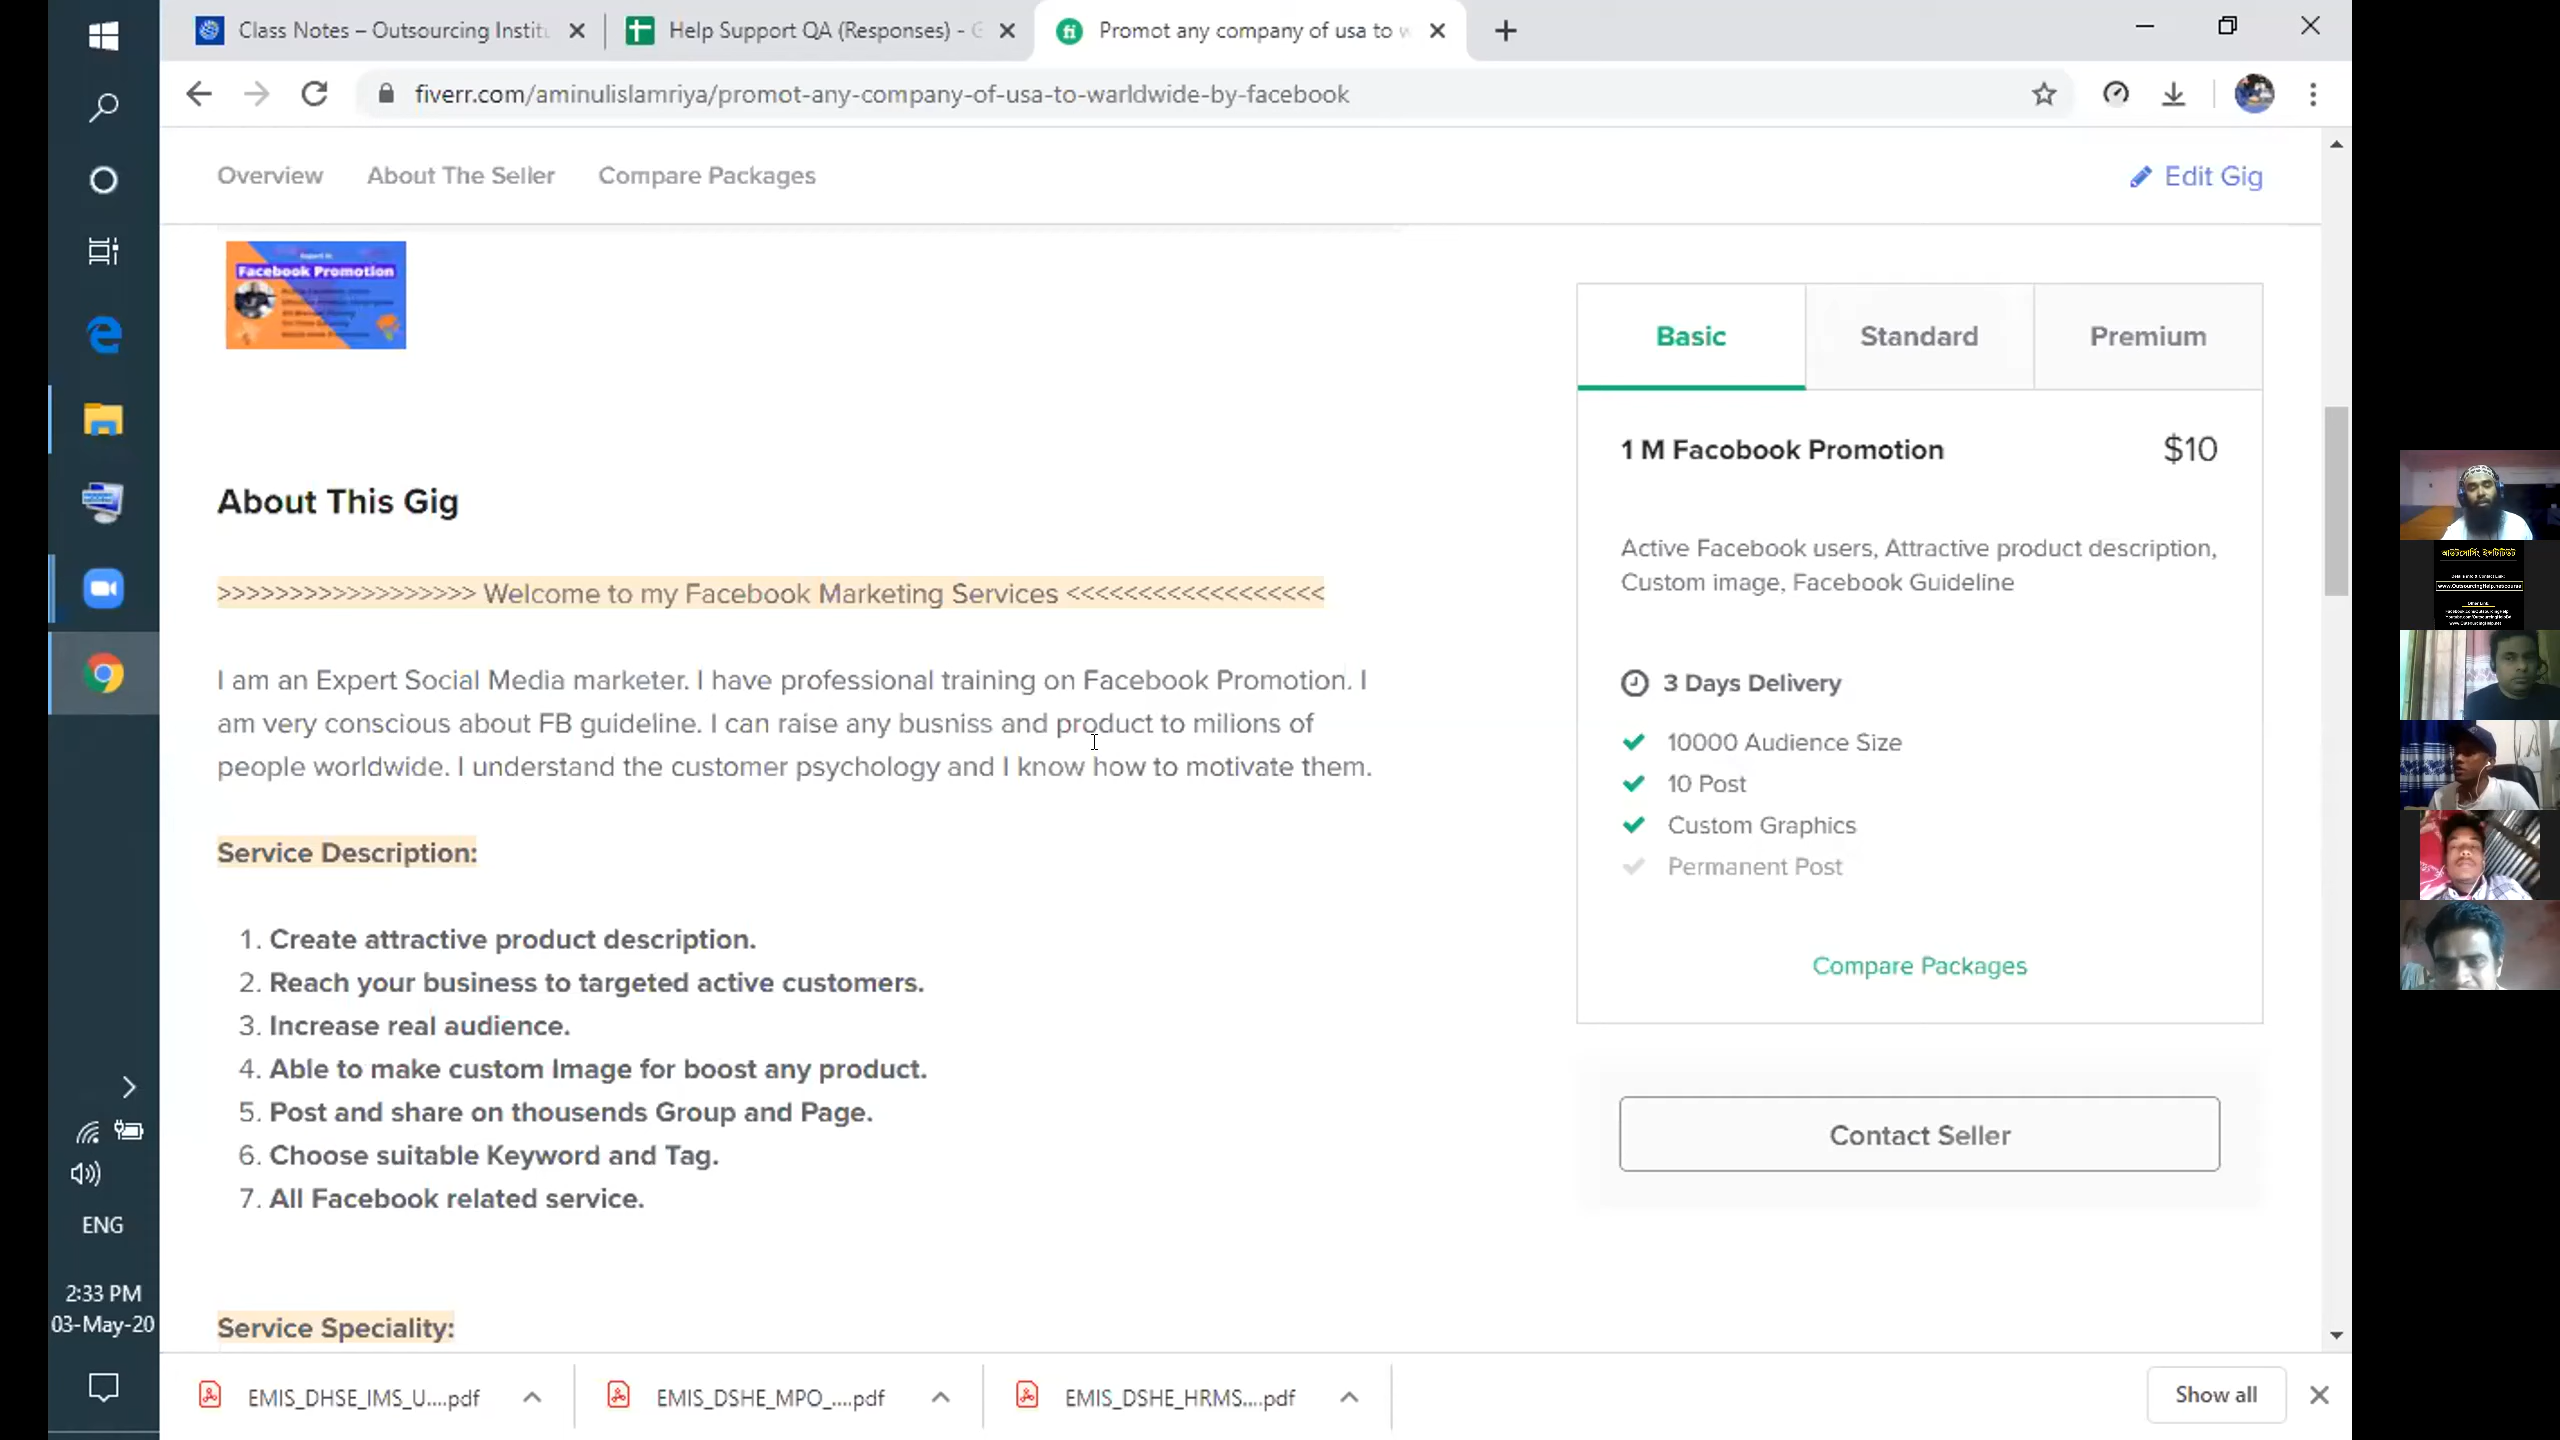 Class Notes – Outsourcing Institu
Help Support QA (Responses) - G
Promot any company of usa to w
fiverr.com/aminulislamriya/promot-any-company-of-usa-to-warldwide-by-facebook
Overview
About The Seller
Compare Packages
Edit Gig
Facebook Promotion
Basic
Standard
Premium
1 M Facobook Promotion
$10
Active Facebook users, Attractive product description,
Custom image, Facebook Guideline
3 Days Delivery
10000 Audience Size
10 Post
Custom Graphics
Permanent Post
Compare Packages
Contact Seller
About This Gig
>>>>>>>>>>>>>>>>>> Welcome to my Facebook Marketing Services <<<<<<<<<<<<<<<<<<
I am an Expert Social Media marketer. I have professional training on Facebook Promotion. I
am very conscious about FB guideline. I can raise any busniss and product to milions of
people worldwide. I understand the customer psychology and I know how to motivate them.
Service Description:
1. Create attractive product description.
2. Reach your business to targeted active customers.
3. Increase real audience.
4. Able to make custom Image for boost any product.
5. Post and share on thousends Group and Page.
6. Choose suitable Keyword and Tag.
7. All Facebook related service.
Service Speciality:
ENG
2:33 PM
03-May-20
EMIS_DHSE_IMS_U....pdf
EMIS_DSHE_MPO_....pdf
EMIS_DSHE_HRMS....pdf
Show all
আউটসোর্সিং ইন্সটিটিউট